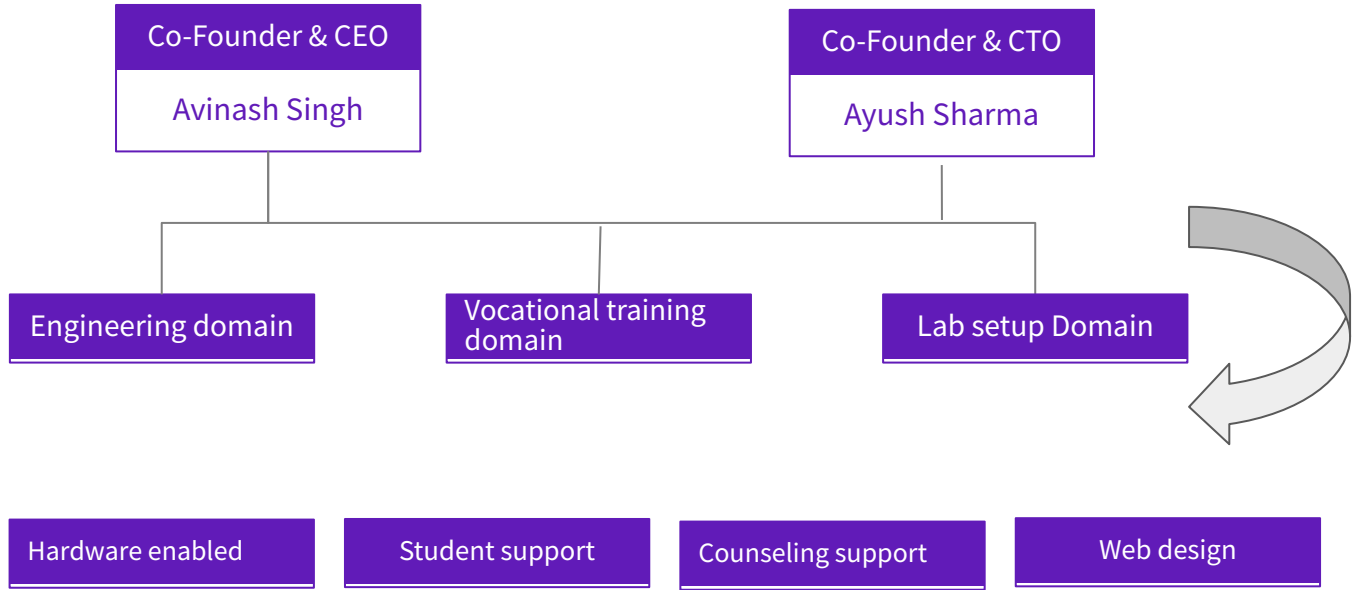 Co-Founder & CEO
Co-Founder & CTO
Avinash Singh
Ayush Sharma
Engineering domain
Vocational training
domain
Lab setup Domain
Hardware enabled
Student support
Counseling support
Web design